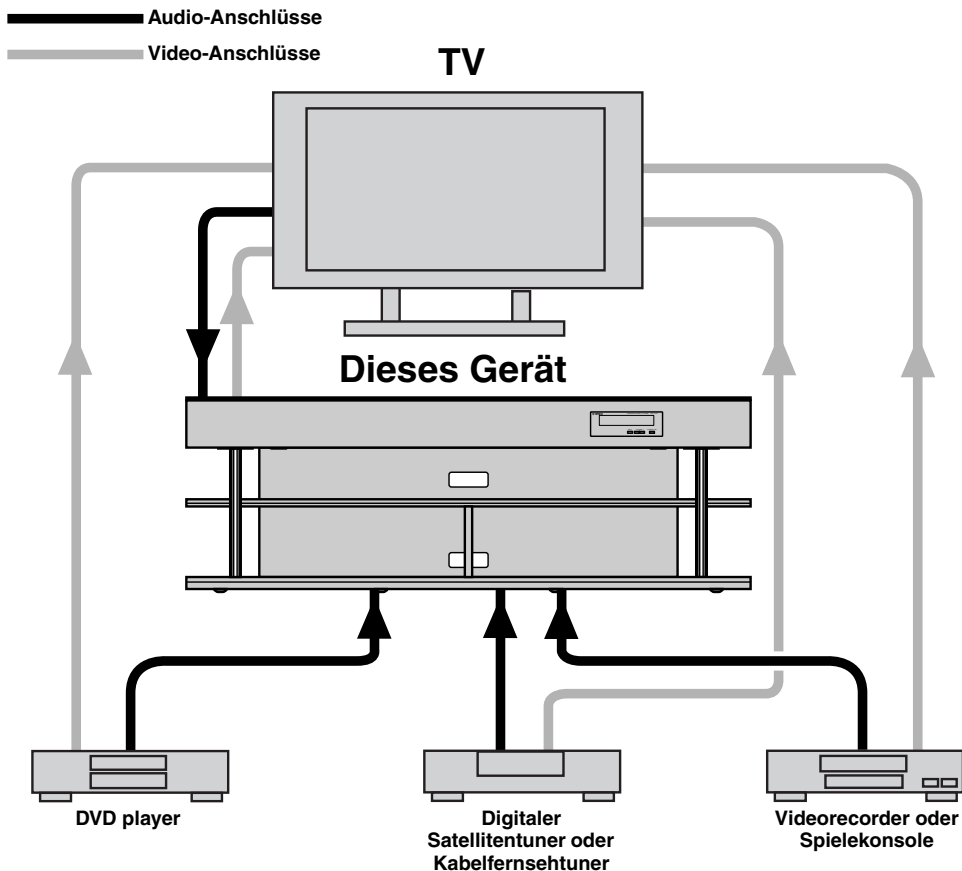 Audio-Anschlüsse
Video-Anschlüsse
TV
Dieses Gerät
DVD player
Digitaler
Satellitentuner oder
Kabelfernsehtuner
Videorecorder oder
Spielekonsole